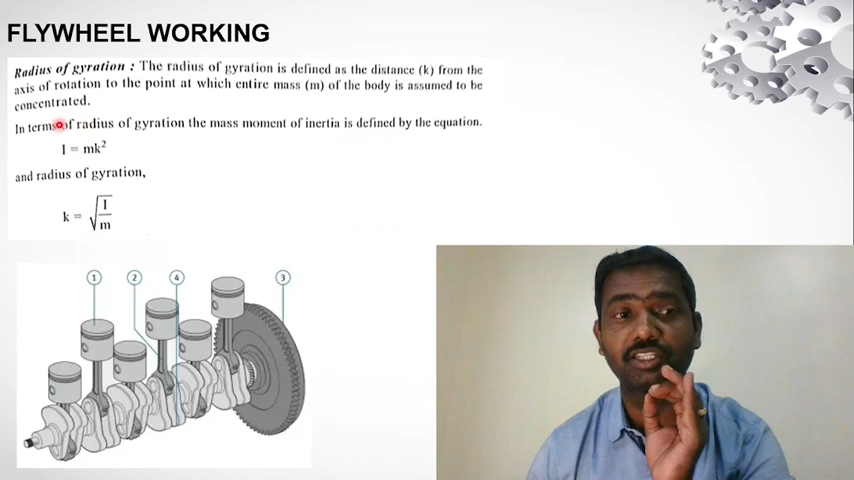 FLYWHEEL WORKING
Radius of gyration : The radius of gyration is defined as the distance (k) from the
axis of rotation to the point at which entire mass (m) of the body is assumed to be
concentrated.
In terms of radius of gyration the mass moment of inertia is defined by the equation.
I = mk²
and radius of gyration,
k = √(I/m)
1 2 4 3